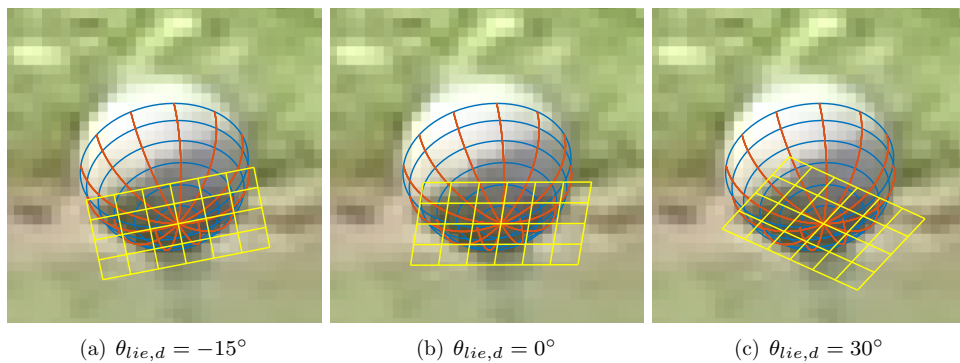 (a) θ_{lie,d} = −15°
(b) θ_{lie,d} = 0°
(c) θ_{lie,d} = 30°